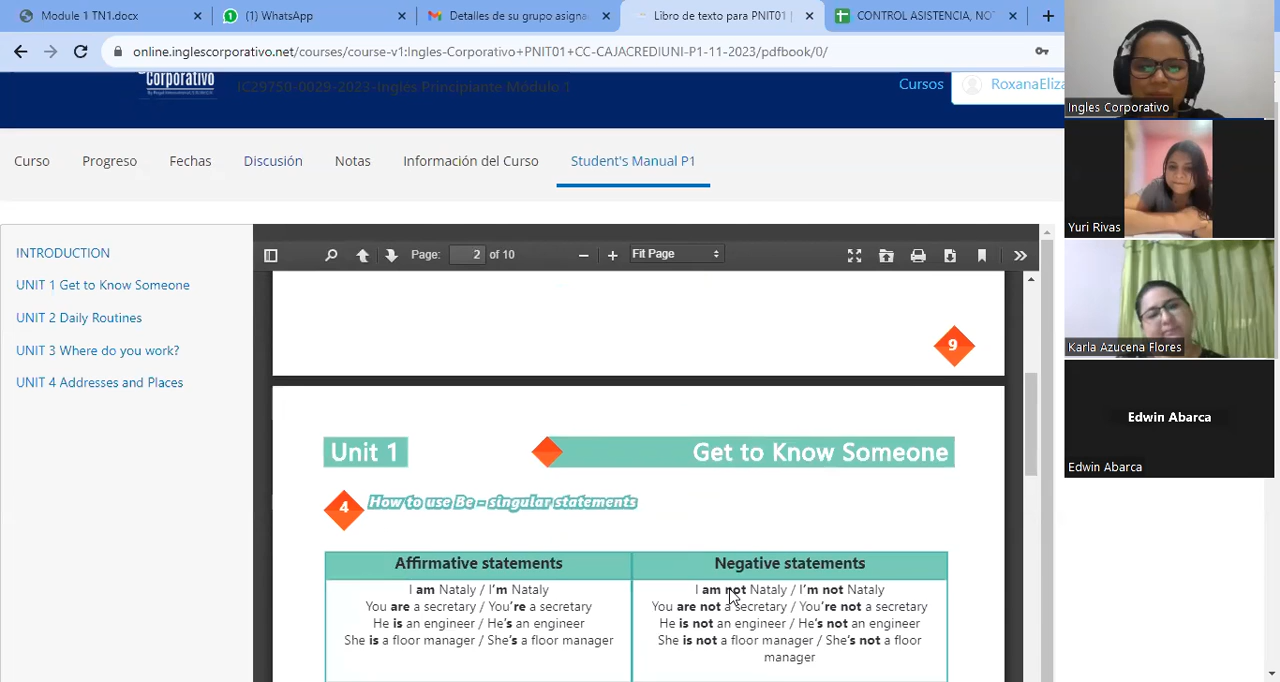 Module 1 TN1.docx
(1) WhatsApp
Detalles de su grupo asigna
Libro de texto para PNIT01 |
CONTROL ASISTENCIA, NO
online.inglescorporativo.net/courses/course-v1:Ingles-Corporativo+PNIT01+CC-CAJACREDIUNI-P1-11-2023/pdfbook/0/
Corporativo
IC29750-0029-2023-Inglés Principiante Módulo 1
Cursos
RoxanaEliza
Curso
Progreso
Fechas
Discusión
Notas
Información del Curso
Student's Manual P1
INTRODUCTION
UNIT 1 Get to Know Someone
UNIT 2 Daily Routines
UNIT 3 Where do you work?
UNIT 4 Addresses and Places
Page: 2 of 10
Fit Page
9
Unit 1
Get to Know Someone
4
How to use Be - singular statements
Affirmative statements
I am Nataly / I'm Nataly
You are a secretary / You're a secretary
He is an engineer / He's an engineer
She is a floor manager / She's a floor manager
Negative statements
I am not Nataly / I'm not Nataly
You are not a secretary / You're not a secretary
He is not an engineer / He's not an engineer
She is not a floor manager / She's not a floor
manager
Ingles Corporativo
Yuri Rivas
Karla Azucena Flores
Edwin Abarca
Edwin Abarca